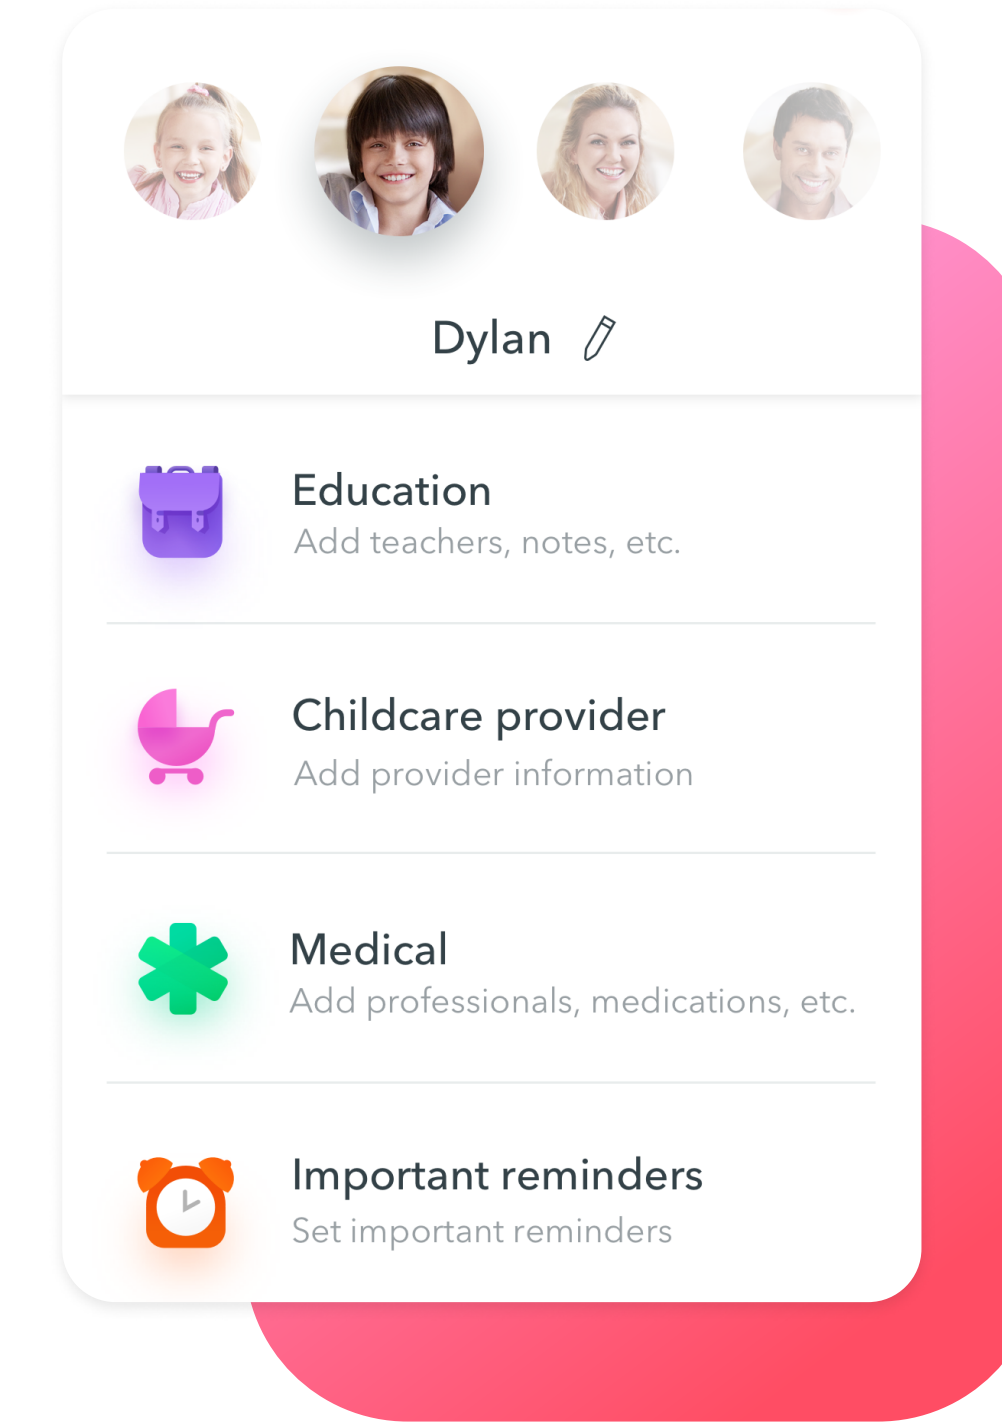 Dylan
Education
Add teachers, notes, etc.
Childcare provider
Add provider information
Medical
Add professionals, medications, etc.
Important reminders
Set important reminders